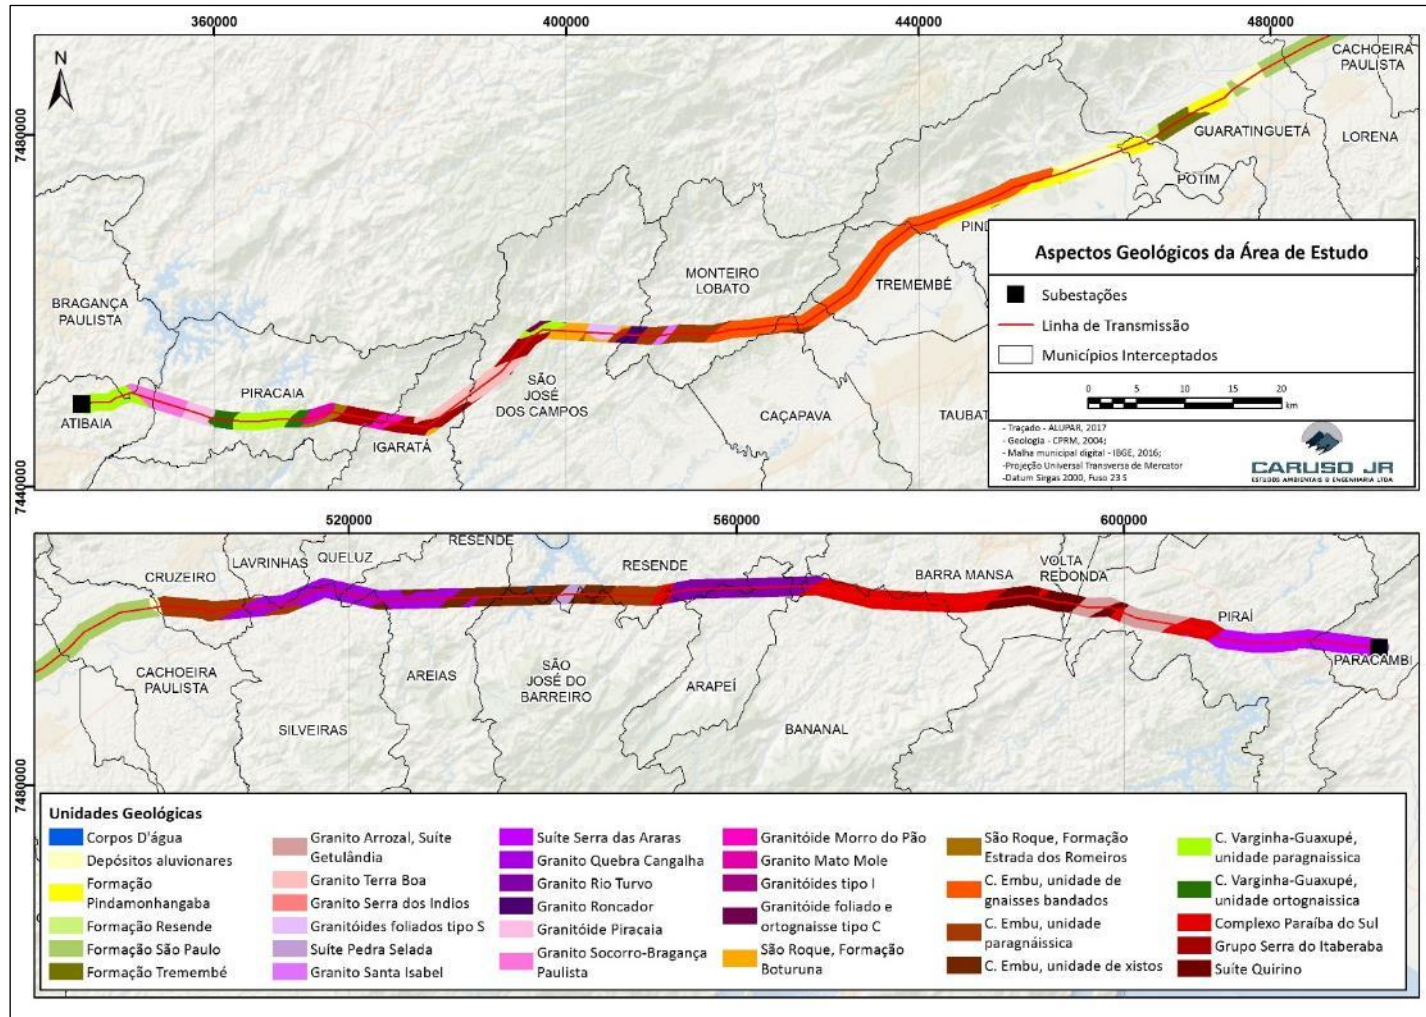 360000
400000
440000
480000
N
CACHOEIRA
PAULISTA
7480000
GUARATINGUETÁ
LORENA
POTIM
PIND
Aspectos Geológicos da Área de Estudo
MONTEIRO
LOBATO
TREMEMBÉ
Subestações
BRAGANÇA
PAULISTA
Linha de Transmissão
Municípios Interceptados
PIRACAIA
SÃO
JOSÉ
DOS CAMPOS
0 5 10 15 20
km
ATIBAIA
CAÇAPAVA
TAUBAT
IGARATÁ
- Traçado - ALUPAR, 2017
- Geologia - CPRM, 2004;
- Malha municipal digital - IBGE, 2016;
-Projeção Universal Transversa de Mercator
-Datum Sirgas 2000, Fuso 23 S
CARUSO JR
ESTUDOS AMBIENTAIS & ENGENHARIA LTDA
7440000
520000
560000
600000
RESENDE
LAVRINHAS
QUELUZ
CRUZEIRO
RESENDE
BARRA MANSA
VOLTA
REDONDA
PIRAÍ
PARACAMBI
CACHOEIRA
PAULISTA
AREIAS
SÃO
JOSÉ DO
BARREIRO
ARAPEÍ
SILVEIRAS
BANANAL
7480000
Unidades Geológicas
Corpos D'água
Depósitos aluvionares
Formação
Pindamonhangaba
Formação Resende
Formação São Paulo
Formação Tremembé
Granito Arrozal, Suíte
Getulândia
Granito Terra Boa
Granito Serra dos Indios
Granitóides foliados tipo S
Suíte Pedra Selada
Granito Santa Isabel
Suíte Serra das Araras
Granito Quebra Cangalha
Granito Rio Turvo
Granito Roncador
Granitóide Piracaia
Granito Socorro-Bragança
Paulista
Granitóide Morro do Pão
Granito Mato Mole
Granitóides tipo I
Granitóide foliado e
ortognaisse tipo C
São Roque, Formação
Boturuna
São Roque, Formação
Estrada dos Romeiros
C. Embu, unidade de
gnaisses bandados
C. Embu, unidade
paragnáissica
C. Embu, unidade de xistos
C. Varginha-Guaxupé,
unidade paragnaissica
C. Varginha-Guaxupé,
unidade ortognaissica
Complexo Paraíba do Sul
Grupo Serra do Itaberaba
Suíte Quirino